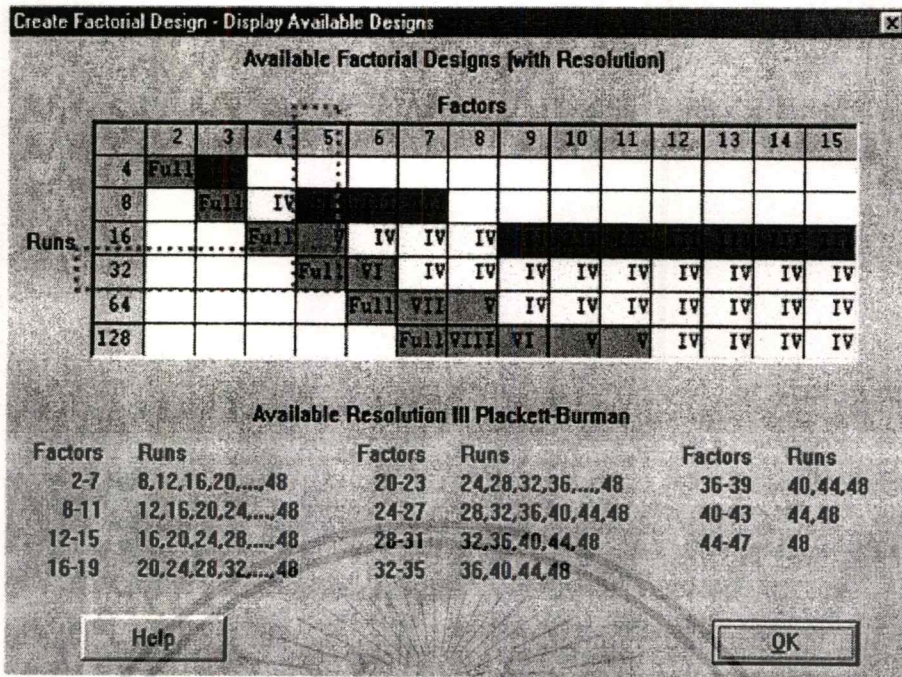 Create Factorial Design - Display Available Designs
Available Factorial Designs (with Resolution)
Factors
2 3 4 5 6 7 8 9 10 11 12 13 14 15
4 Full
8 Full IV
Runs
16 Full V IV IV IV
32 Full VI IV IV IV IV IV IV IV IV IV
64 Full VII V IV IV IV IV IV IV IV
128 Full VIII VI V V IV IV IV IV
Available Resolution III Plackett-Burman
Factors Runs Factors Runs Factors Runs
2-7 8,12,16,20,...,48 20-23 24,28,32,36,...,48 36-39 40,44,48
8-11 12,16,20,24,...,48 24-27 28,32,36,40,44,48 40-43 44,48
12-15 16,20,24,28,...,48 28-31 32,36,40,44,48 44-47 48
16-19 20,24,28,32,...,48 32-35 36,40,44,48
Help OK